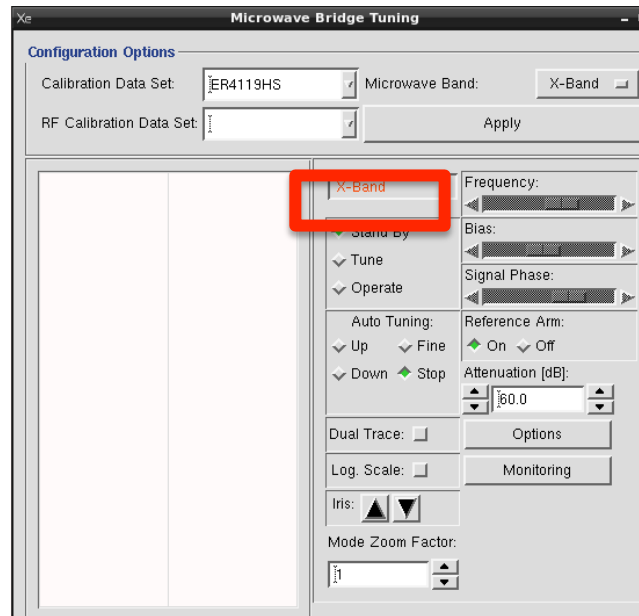 Xe Microwave Bridge Tuning
Configuration Options
Calibration Data Set: ER4119HS Microwave Band: X-Band
RF Calibration Data Set: Apply
X-Band Frequency:
Stand By Bias:
Tune
Operate Signal Phase:
Auto Tuning: Reference Arm:
Up Fine On Off
Down Stop Attenuation [dB]:
60.0
Dual Trace: Options
Log. Scale: Monitoring
Iris:
Mode Zoom Factor:
1